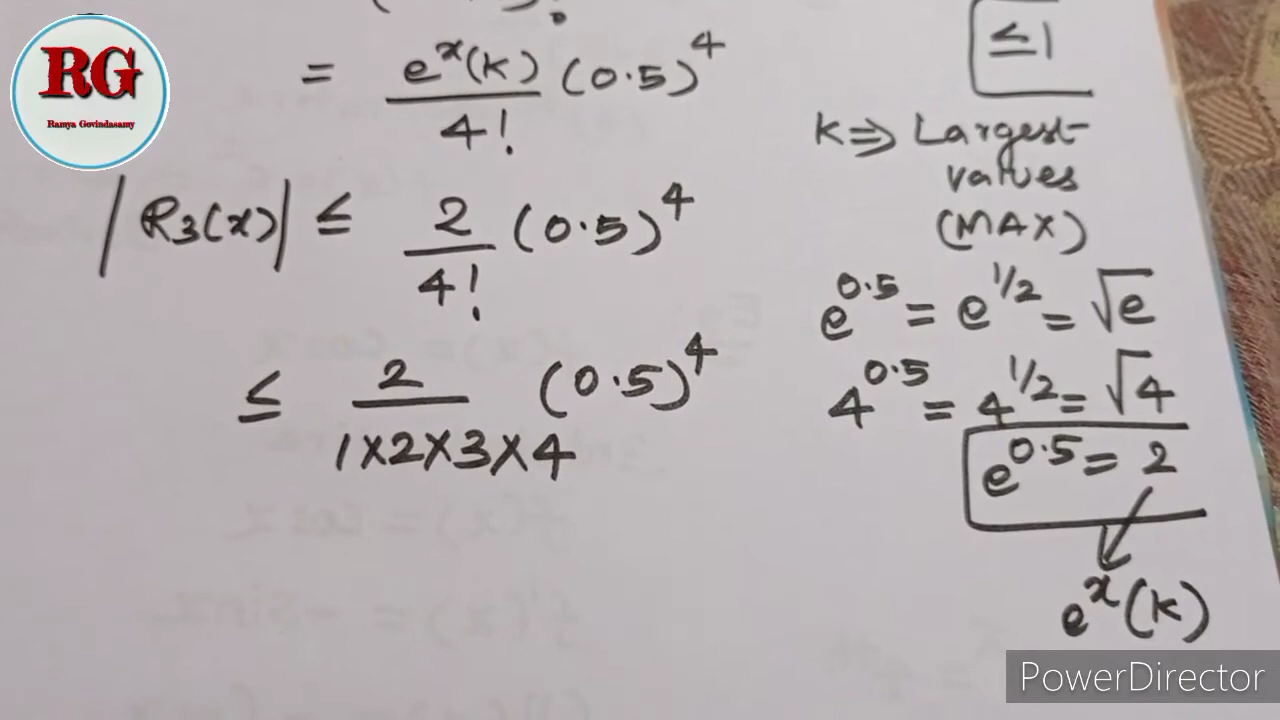 RG
Ramya Govindasamy
= e^x(k)/4! (0.5)^4
|R3(x)| ≤ 2/4! (0.5)^4
≤ 2/1×2×3×4 (0.5)^4
≤1
K⇒ Largest
values
(MAX)
e^0.5 = e^1/2 = √e
4^0.5 = 4^1/2 = √4
e^0.5 = 2
e^x(k)
PowerDirector